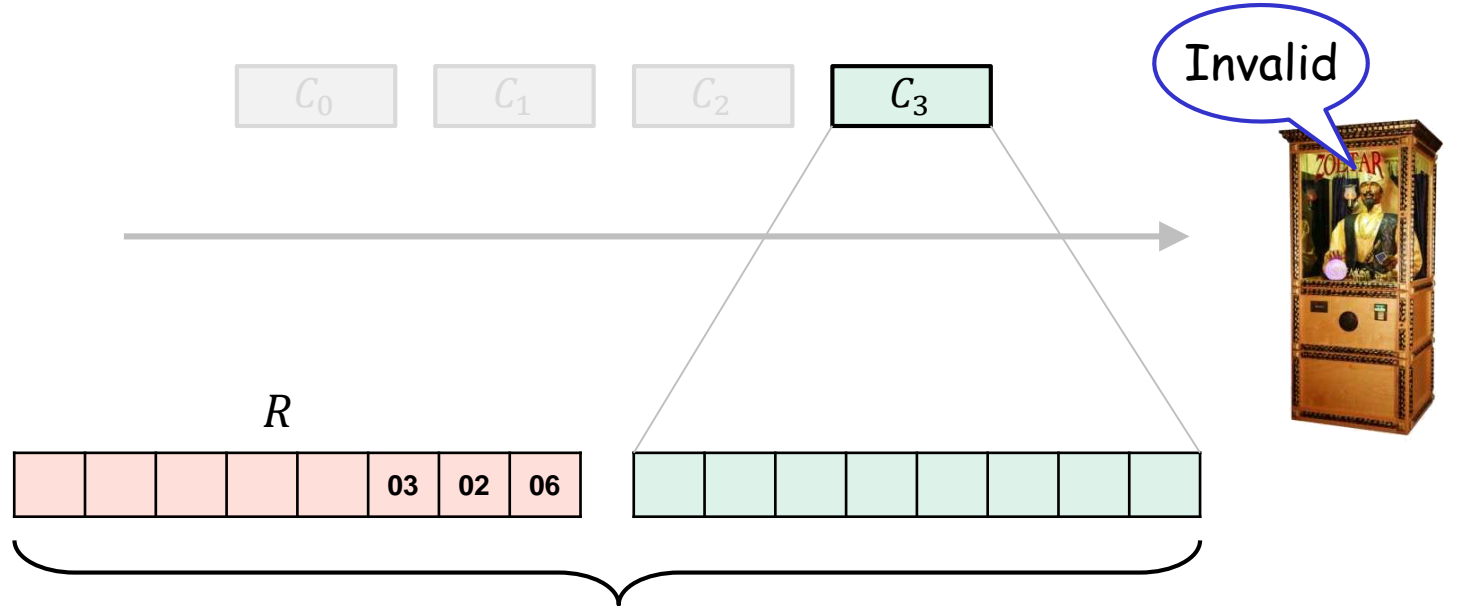 C₀ C₁ C₂ C₃
Invalid
ZOLTAR
R
03 02 06